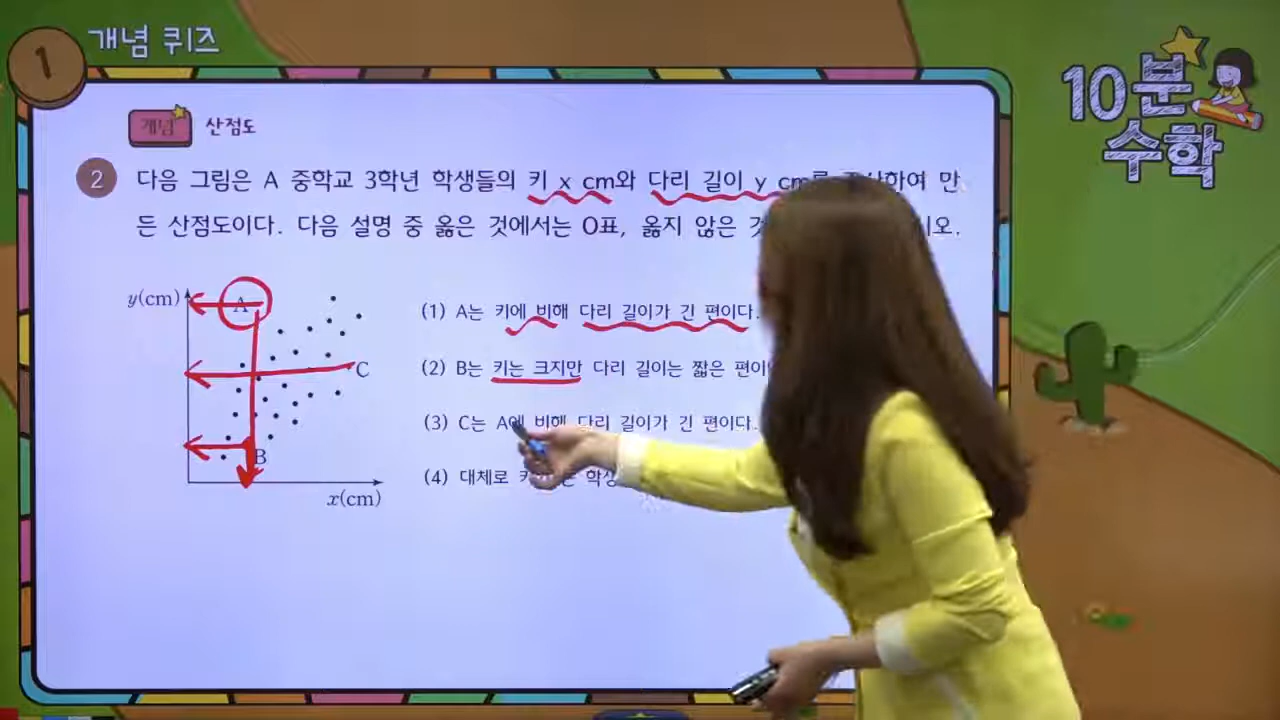 1
개념 퀴즈
10분
수학
개념 산점도
2 다음 그림은 A 중학교 3학년 학생들의 키 x cm와 다리 길이 y cm를 만
든 산점도이다. 다음 설명 중 옳은 것에서는 O표, 옳지 않은
y(cm)
A
C
B
x(cm)
(1) A는 키에 비해 다리 길이가 긴 편이다.
(2) B는 키는 크지만 다리 길이는 짧은
(3) C는 A에 비해 다리 길이가 긴 편이다.
(4) 대체로